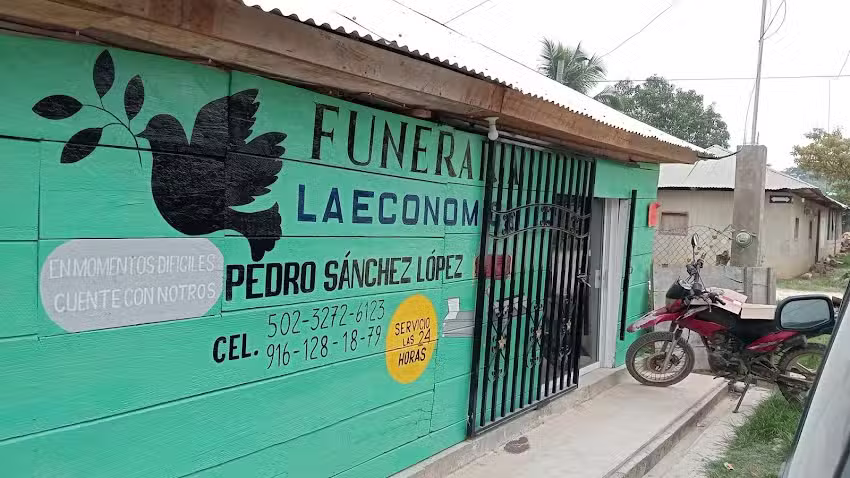 FUNERARIA
LAECONOM
EN MOMENTOS DIFICILES
CUENTE CON NOTROS
PEDRO SÁNCHEZ LÓPEZ
CEL. 502-3272-6123
916-128-18-79
SERVICIO
LAS 24
HORAS